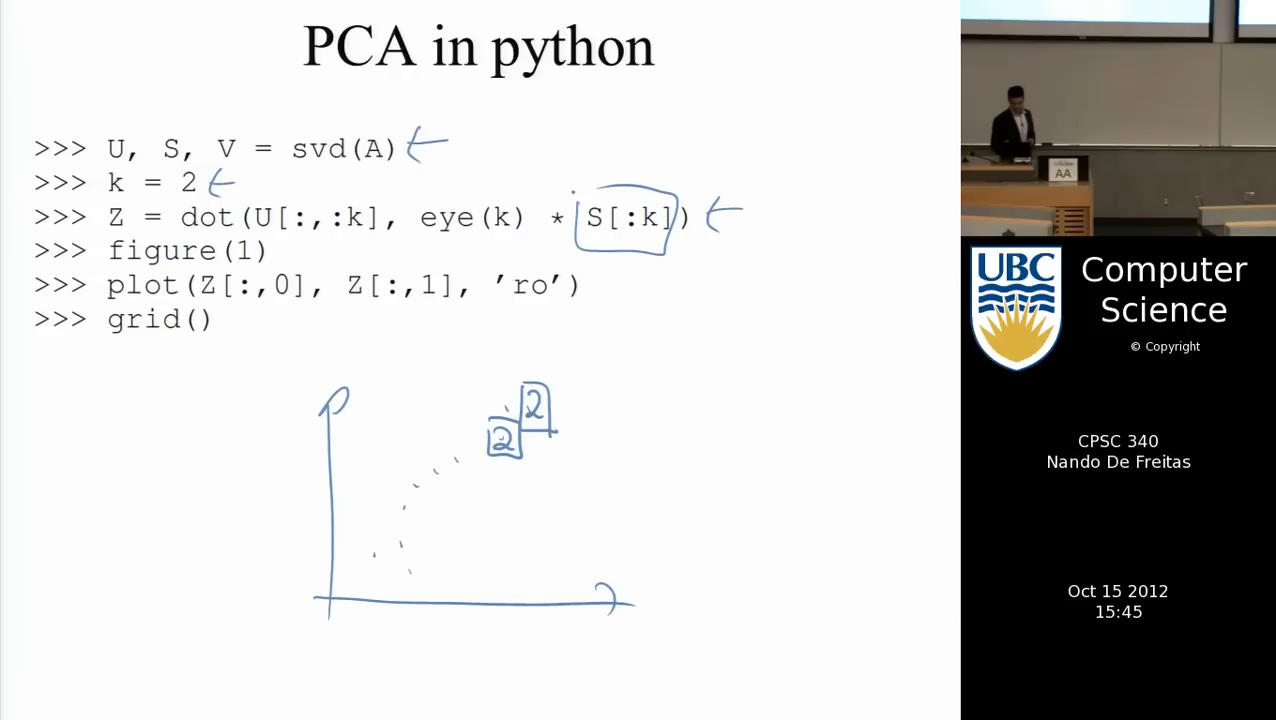 PCA in python
>>> U, S, V = svd(A)
>>> k = 2
>>> Z = dot(U[:,:k], eye(k) * S[:k])
>>> figure(1)
>>> plot(Z[:,0], Z[:,1], 'ro')
>>> grid()
2
2
AA
UBC
Computer
Science
© Copyright
CPSC 340
Nando De Freitas
Oct 15 2012
15:45